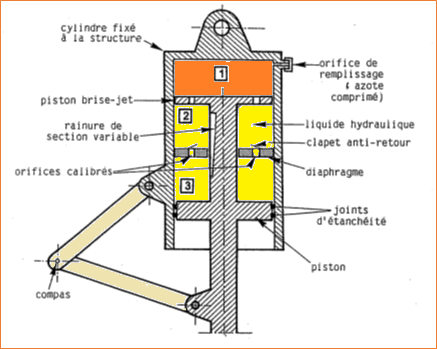 cylindre fixé
à la structure
1
orifice de
remplissage
( azote
comprimé)
piston brise-jet
2
rainure de
section variable
liquide hydraulique
clapet anti-retour
orifices calibrés
diaphragme
3
joints
d'étanchéité
piston
compas